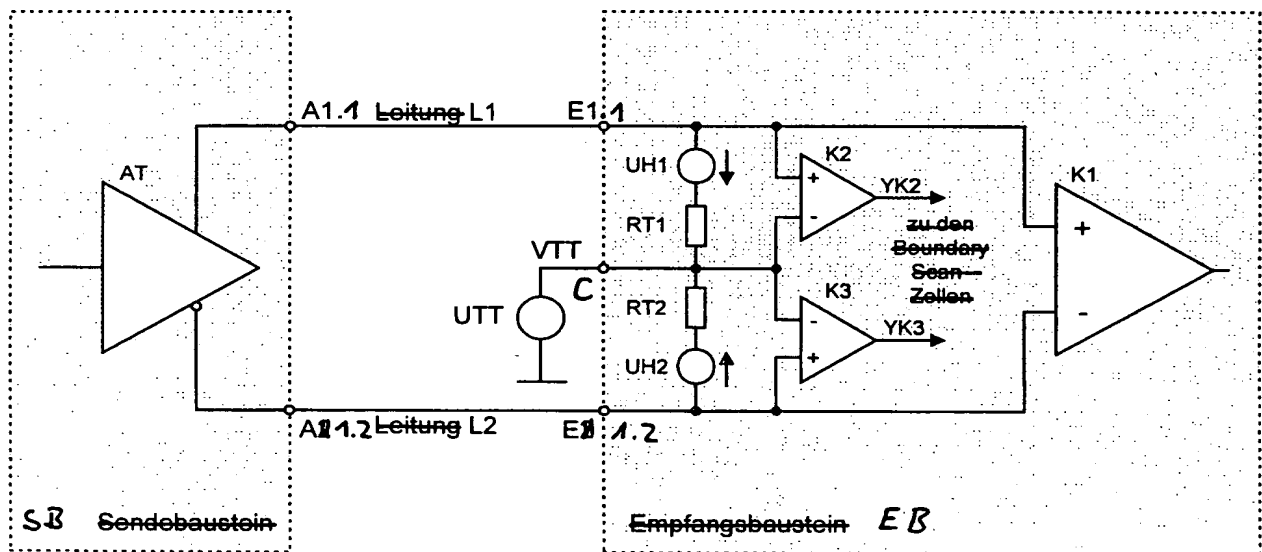 A1.1 Leitung L1
E1.1
AT
UH1
K2
K1
+
-
YK2
RT1
zu den
Boundary
Scan-
Zellen
+
-
VTT
C
UTT
RT2
K3
-
+
YK3
UH2
A1.2 Leitung L2
E1.2
SB Sendebaustein
Empfangsbaustein EB